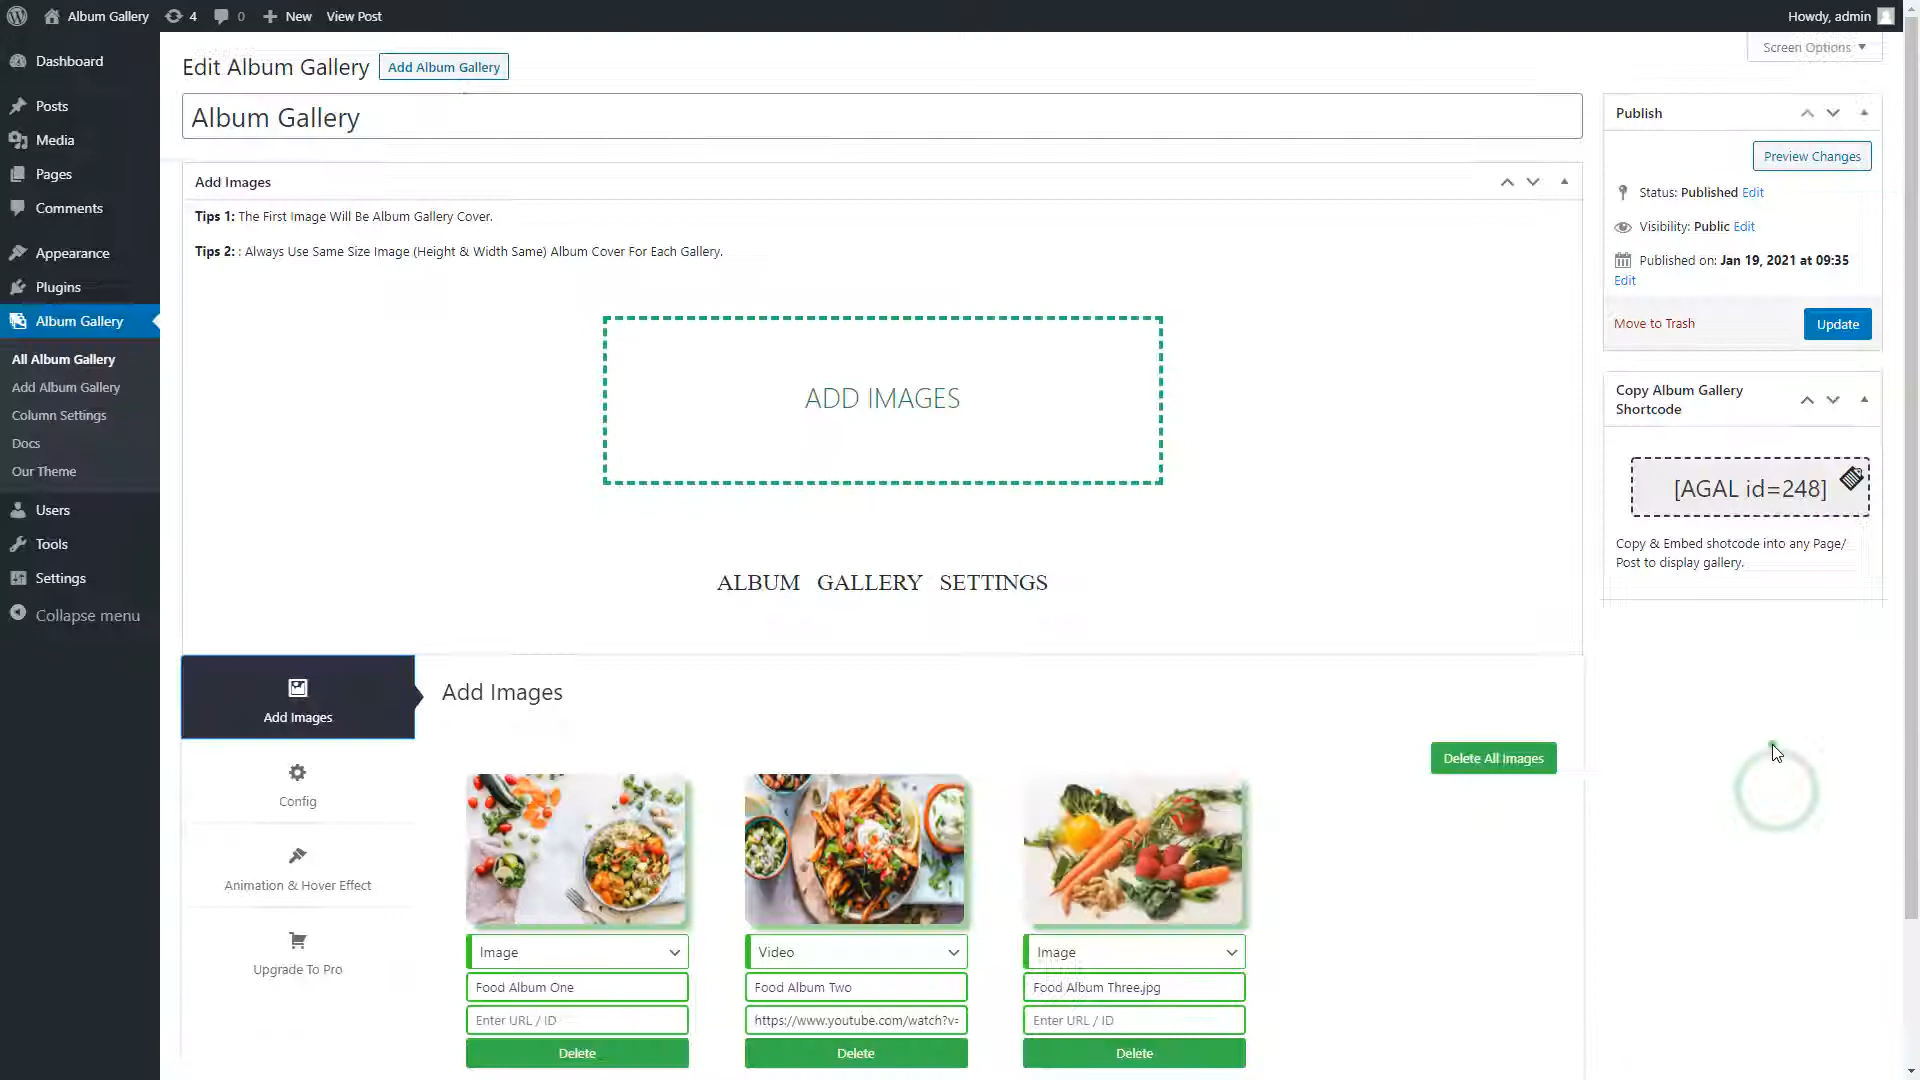 Album Gallery
4
0
New
View Post
Howdy, admin
Dashboard
Posts
Media
Pages
Comments
Appearance
Plugins
Album Gallery
All Album Gallery
Add Album Gallery
Column Settings
Docs
Our Theme
Users
Tools
Settings
Collapse menu
Screen Options
Edit Album Gallery
Add Album Gallery
Album Gallery
Add Images
Tips 1: The First Image Will Be Album Gallery Cover.
Tips 2: : Always Use Same Size Image (Height & Width Same) Album Cover For Each Gallery.
ADD IMAGES
ALBUM GALLERY SETTINGS
Add Images
Config
Animation & Hover Effect
Upgrade To Pro
Add Images
Delete All Images
Image
Food Album One
Enter URL / ID
Delete
Video
Food Album Two
https://www.youtube.com/watch?v=
Delete
Image
Food Album Three.jpg
Enter URL / ID
Delete
Publish
Preview Changes
Status: Published Edit
Visibility: Public Edit
Published on: Jan 19, 2021 at 09:35
Edit
Move to Trash
Update
Copy Album Gallery
Shortcode
[AGAL id=248]
Copy & Embed shotcode into any Page/
Post to display gallery.